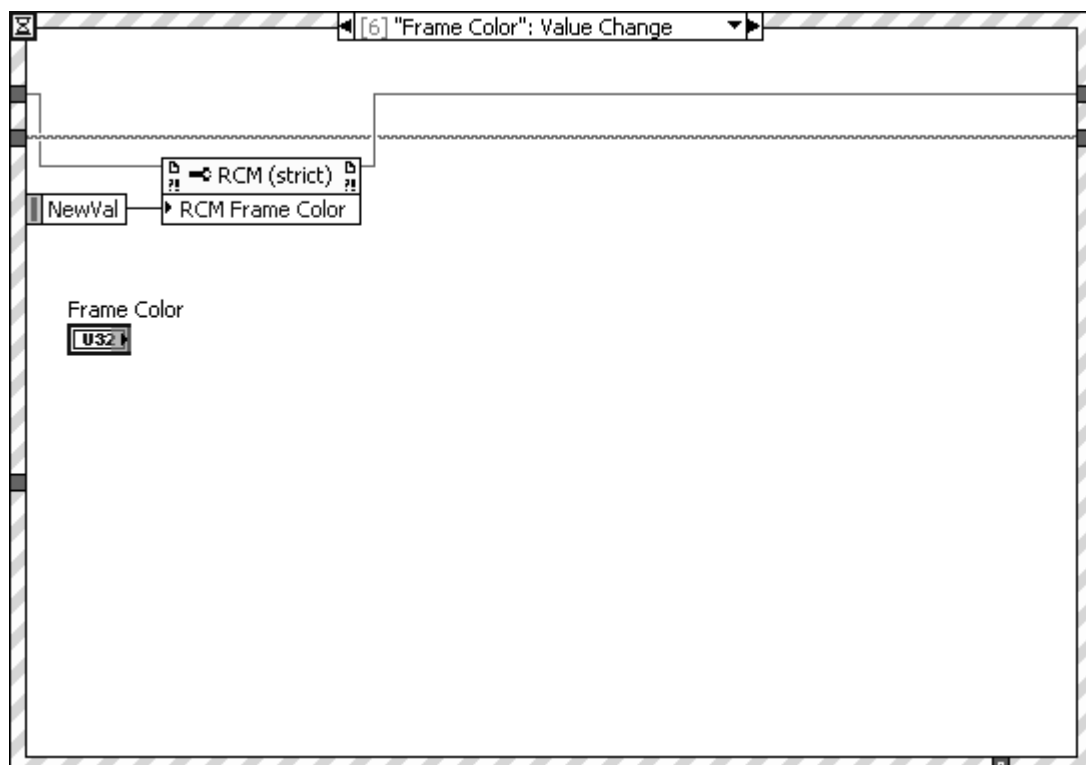 [6] "Frame Color": Value Change
?! RCM (strict) ?!
NewVal
RCM Frame Color
Frame Color
U32